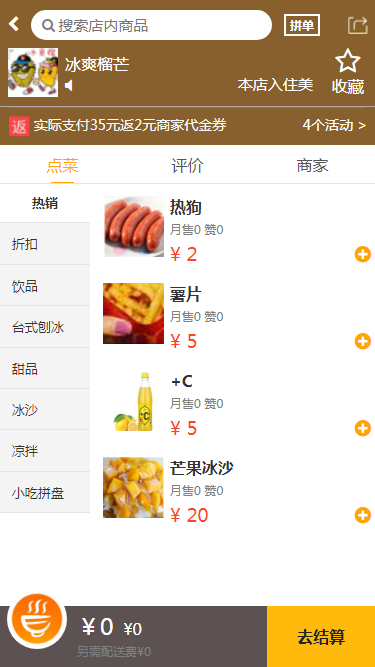 搜索店内商品
拼单
冰爽榴芒
本店入住美
收藏
返 实际支付35元返2元商家代金券
4个活动 >
点菜 评价 商家
热销
折扣
饮品
台式刨冰
甜品
冰沙
凉拌
小吃拼盘
热狗
月售0 赞0
¥ 2
薯片
月售0 赞0
¥ 5
+C
月售0 赞0
¥ 5
芒果冰沙
月售0 赞0
¥ 20
¥ 0 ¥0
另需配送费¥0
去结算